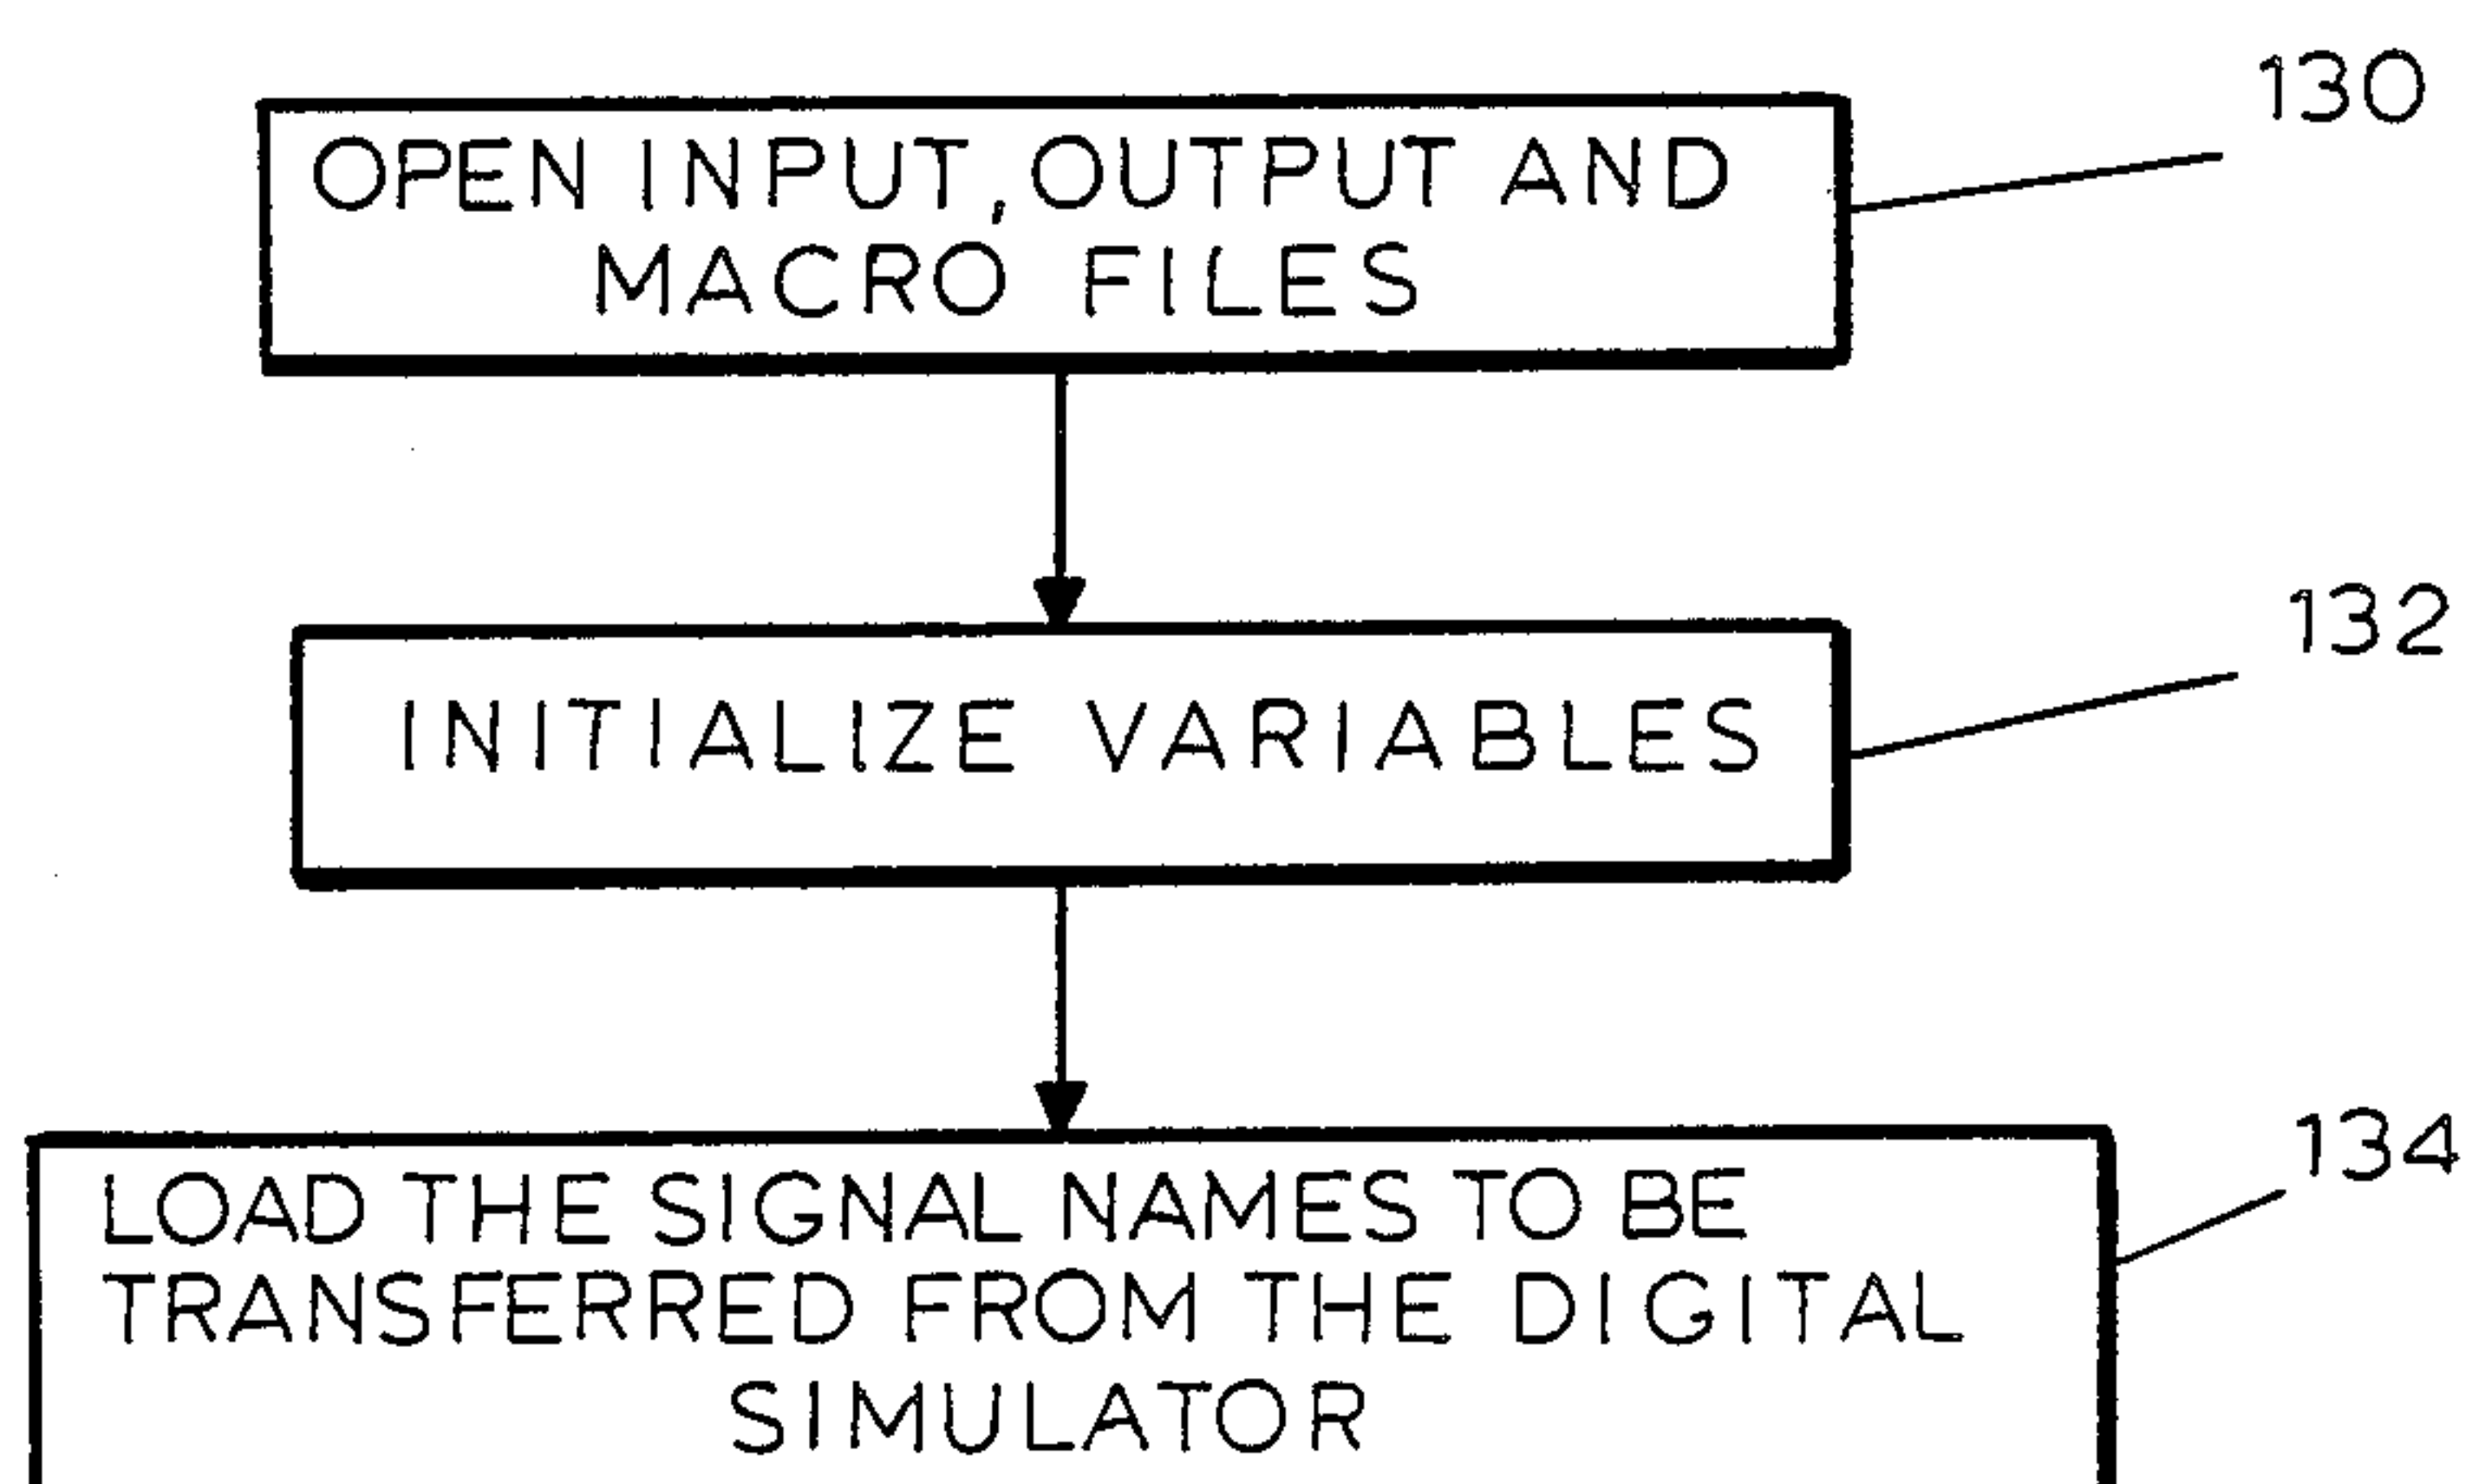 130
OPEN INPUT, OUTPUT AND
MACRO FILES
132
INITIALIZE VARIABLES
134
LOAD THE SIGNAL NAMES TO BE
TRANSFERRED FROM THE DIGITAL
SIMULATOR